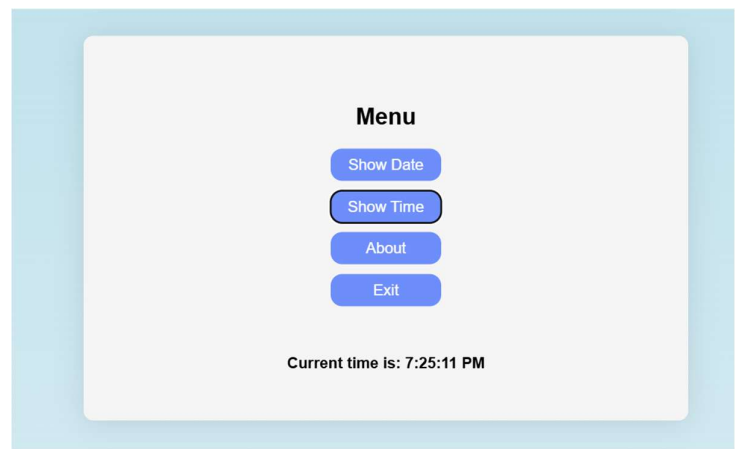 Menu
Show Date
Show Time
About
Exit
Current time is: 7:25:11 PM